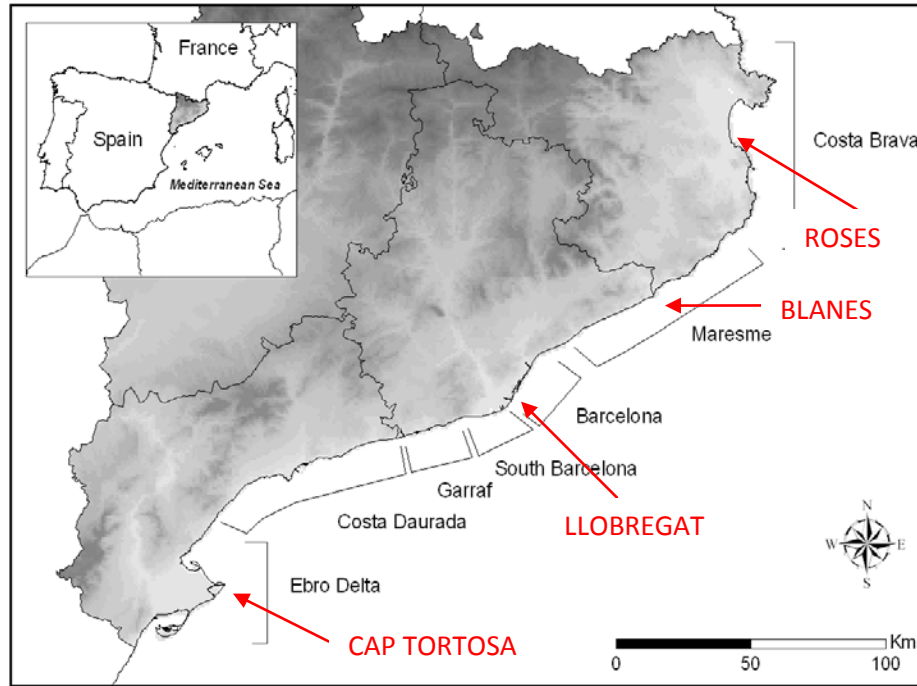 France
Spain
Mediterranean Sea
Costa Brava
ROSES
BLANES
Maresme
Barcelona
South Barcelona
Garraf
LLOBREGAT
Costa Daurada
Ebro Delta
CAP TORTOSA
N
W E
S
Km
0 50 100